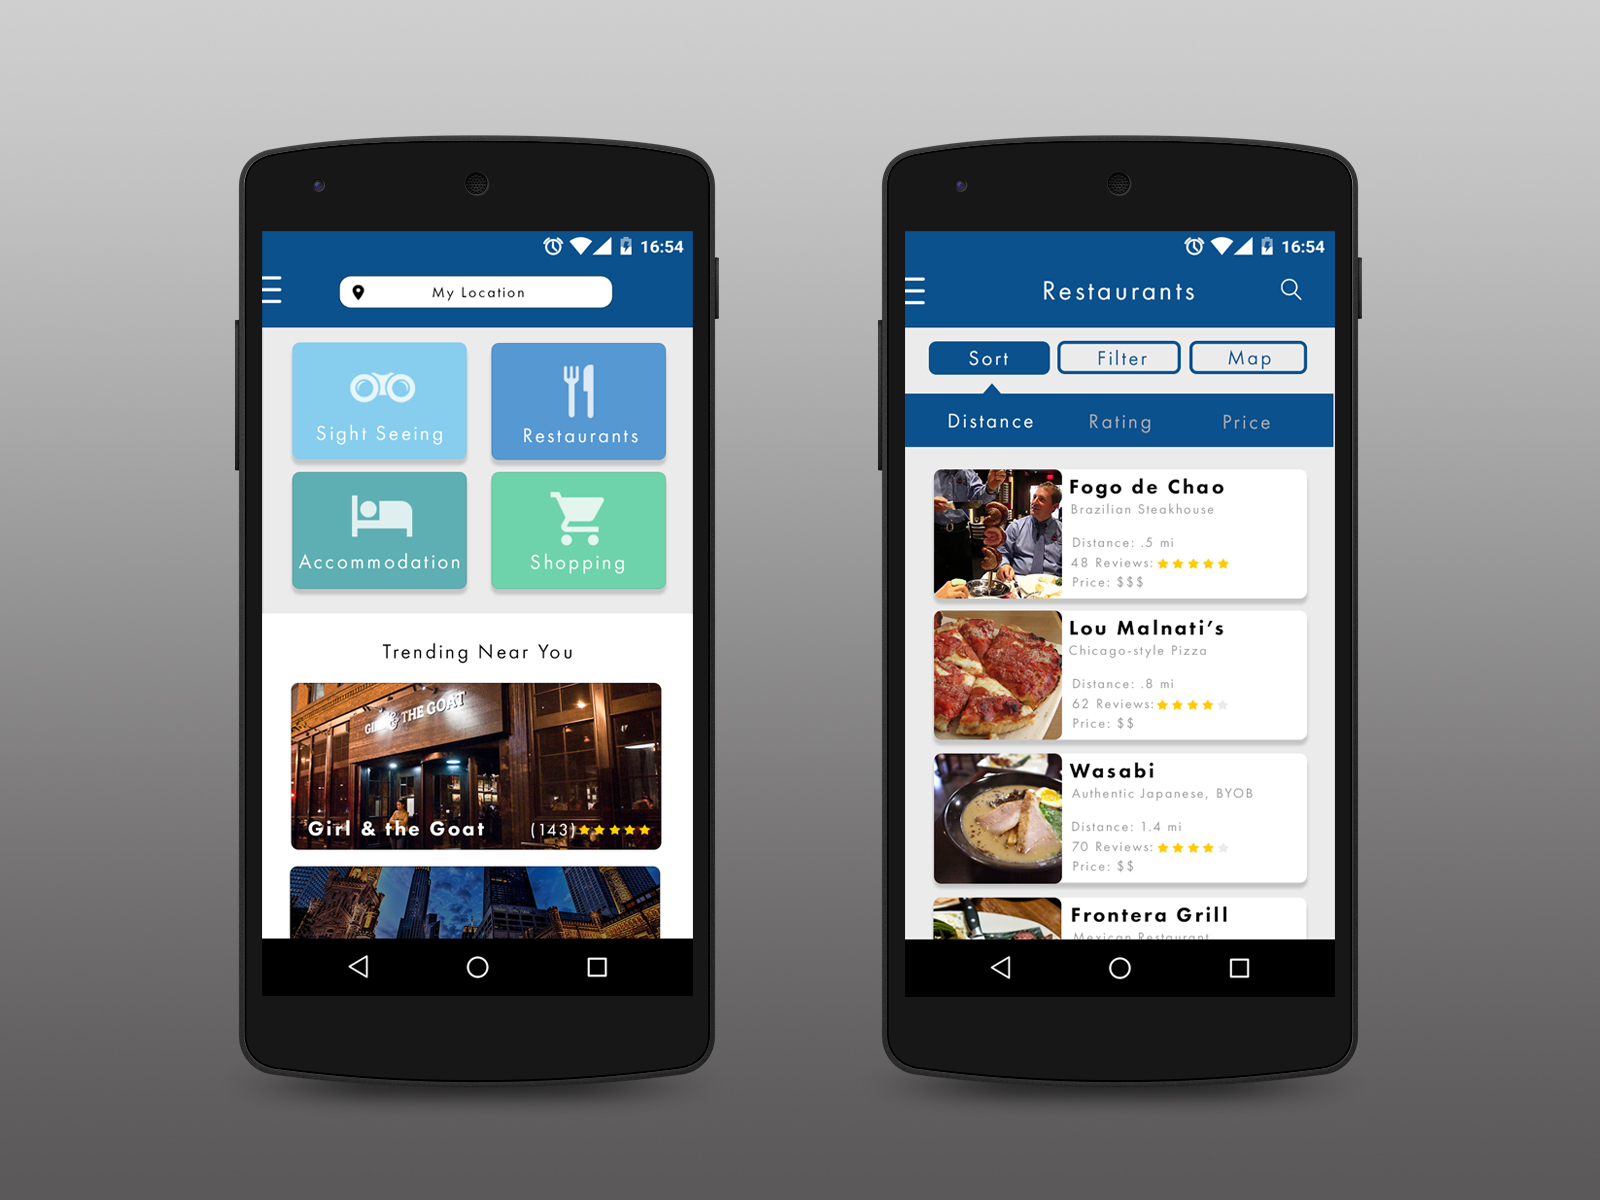 16:54
My Location
Sight Seeing
Restaurants
Accommodation
Shopping
Trending Near You
GIRL & THE GOAT
Girl & the Goat (143)
16:54
Restaurants
Sort Filter Map
Distance Rating Price
Fogo de Chao
Brazilian Steakhouse
Distance: .5 mi
48 Reviews:
Price: $$$
Lou Malnati’s
Chicago-style Pizza
Distance: .8 mi
62 Reviews:
Price: $$
Wasabi
Authentic Japanese, BYOB
Distance: 1.4 mi
70 Reviews:
Price: $$
Frontera Grill
Mexican Restaurant